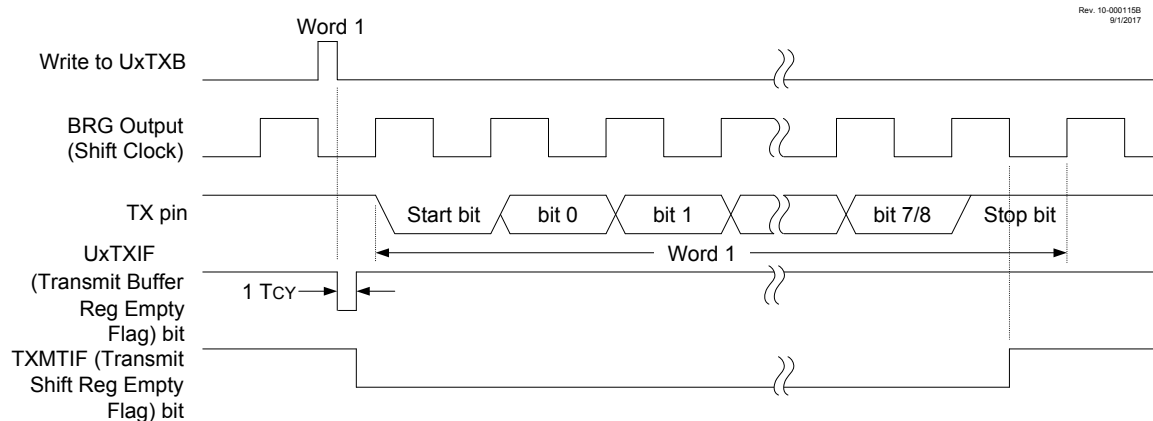 Rev. 10-000115B
9/1/2017
Word 1
Write to UxTXB
BRG Output
(Shift Clock)
TX pin
Start bit
bit 0
bit 1
bit 7/8
Stop bit
Word 1
UxTXIF
(Transmit Buffer
Reg Empty
Flag) bit
1 TCY
TXMTIF (Transmit
Shift Reg Empty
Flag) bit